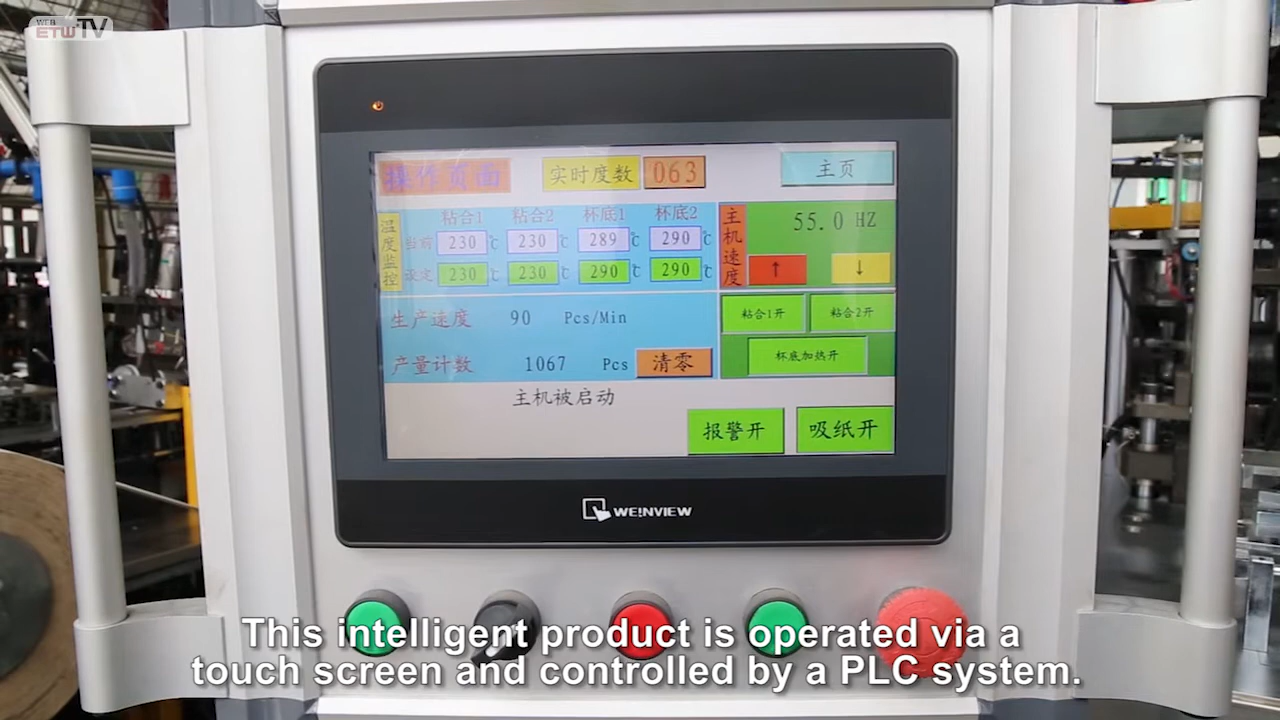 WEB
ETW TV
操作页面 实时度数 063 主页
粘合1 粘合2 杯底1 杯底2
温度监控
当前 230 ℃ 230 ℃ 289 ℃ 290 ℃
设定 230 ℃ 230 ℃ 290 ℃ 290 ℃
主机速度
55.0 HZ
↑ ↓
生产速度 90 Pcs/Min
粘合1开 粘合2开
产量计数 1067 Pcs 清零
杯底加热开
主机被启动
报警开 吸纸开
WEINVIEW
This intelligent product is operated via a
touch screen and controlled by a PLC system.